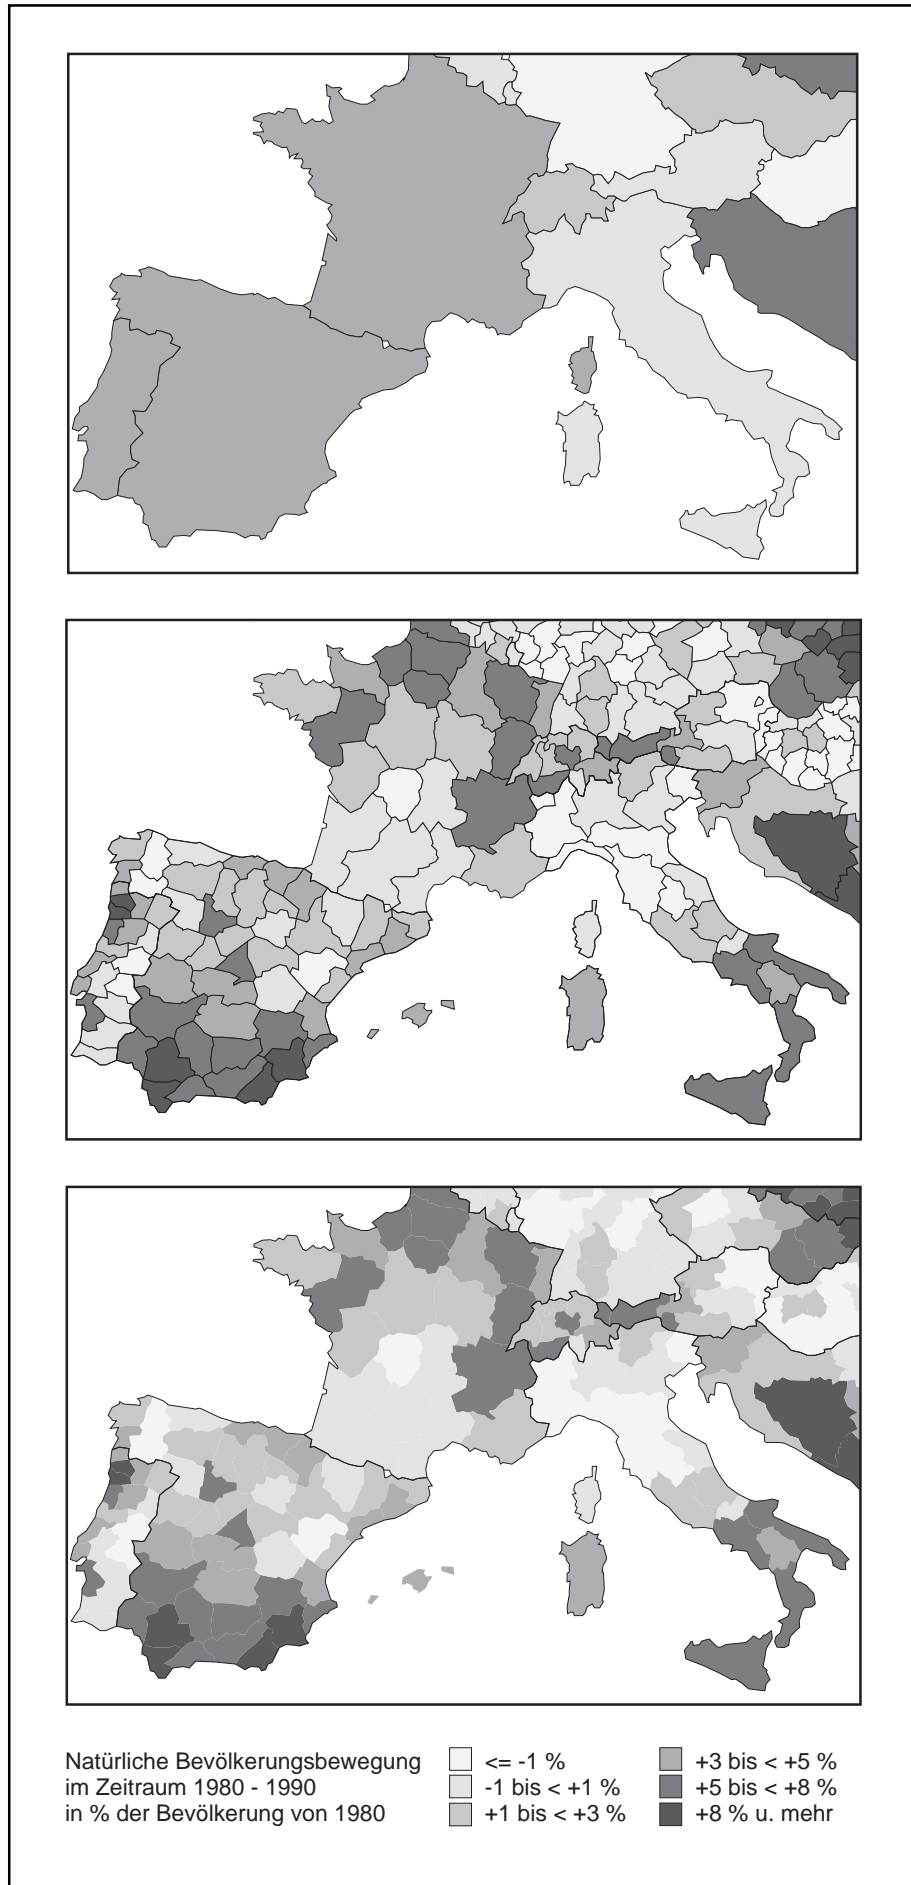 Natürliche Bevölkerungsbewegung
im Zeitraum 1980 - 1990
in % der Bevölkerung von 1980
<= -1 %
-1 bis < +1 %
+1 bis < +3 %
+3 bis < +5 %
+5 bis < +8 %
+8 % u. mehr